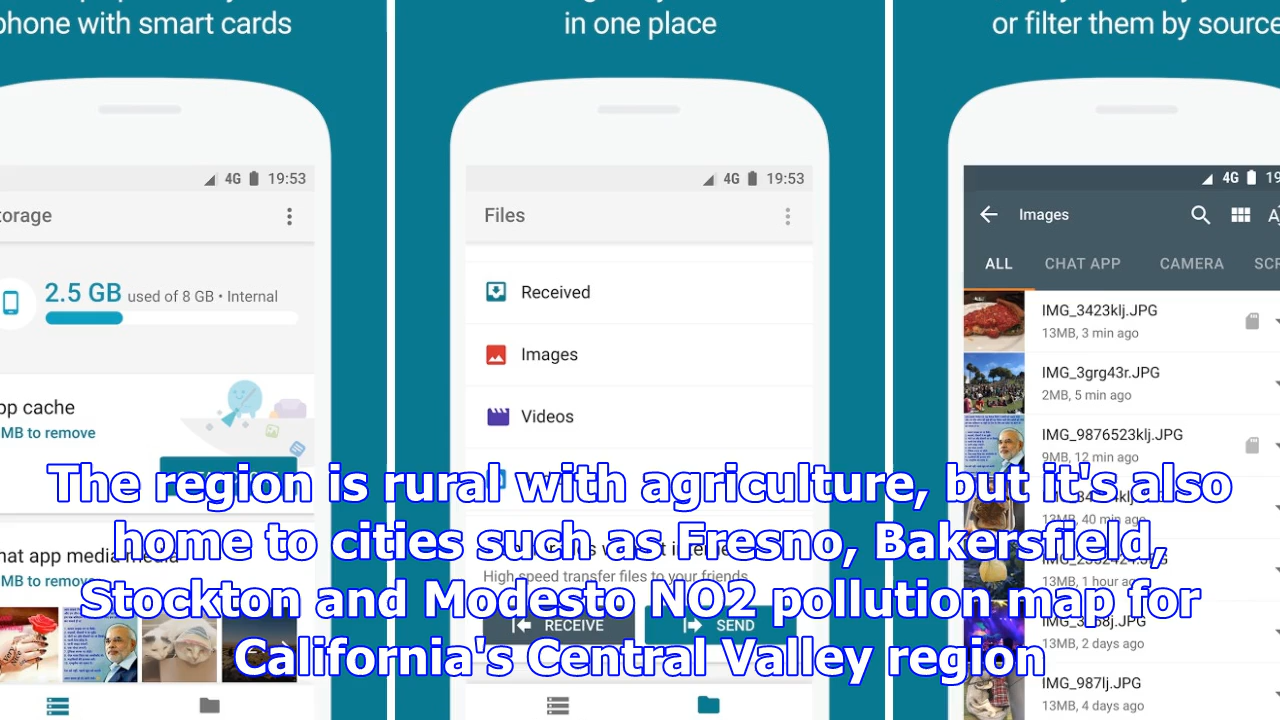 phone with smart cards
4G 19:53
2.5 GB used of 8 GB • Internal
cache
MB to remove
MB to remove
in one place
4G 19:53
Files
Received
Images
Videos
High speed transfer files to your friends
RECEIVE
SEND
or filter them by source
4G
Images
ALL CHAT APP CAMERA
IMG_3423klj.JPG
13MB, 3 min ago
IMG_3grg43r.JPG
2MB, 5 min ago
IMG_9876523klj.JPG
9MB, 12 min ago
40 min ago
13MB, 1 hour ago
13MB, 2 days ago
IMG_987lj.JPG
13MB, 4 days ago
The region is rural with agriculture, but it's also
home to cities such as Fresno, Bakersfield,
Stockton and Modesto NO2 pollution map for
California's Central Valley region